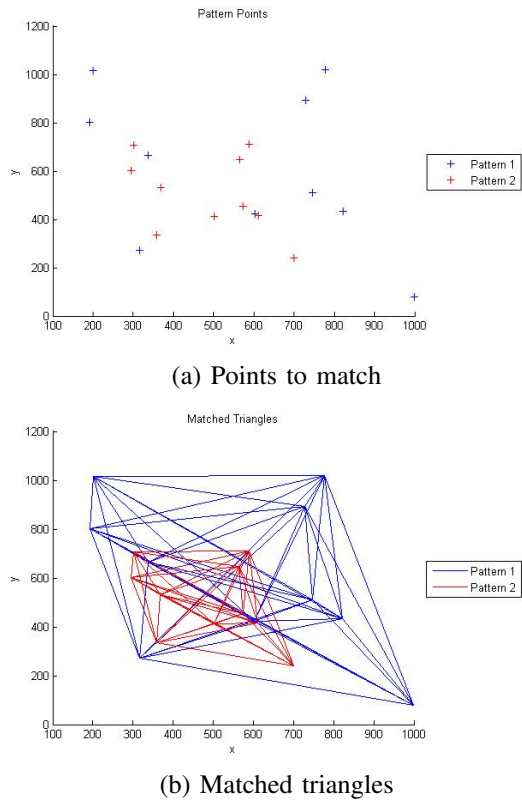 Pattern Points
1200
1000
800
600
400
200
0
y
100 200 300 400 500 600 700 800 900 1000
x
Pattern 1
Pattern 2
(a) Points to match
Matched Triangles
1200
1000
800
600
400
200
0
y
100 200 300 400 500 600 700 800 900 1000
x
Pattern 1
Pattern 2
(b) Matched triangles